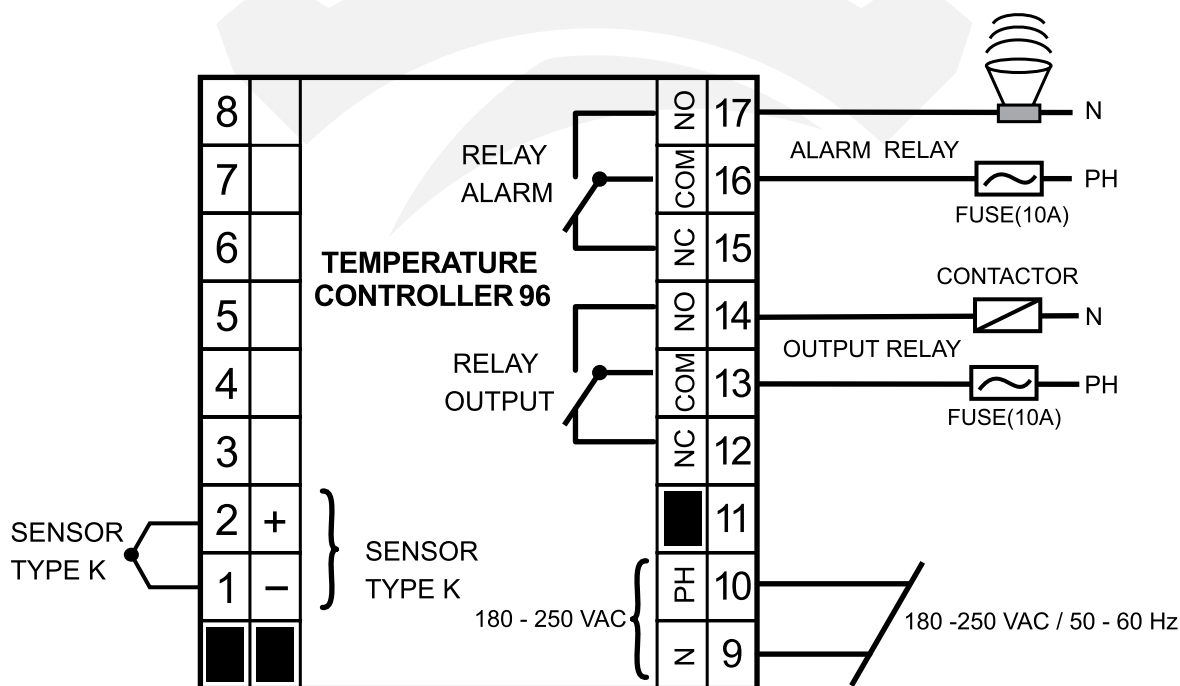 8
7
6
5
4
3
2 +
1 −
SENSOR
TYPE K
SENSOR
TYPE K
TEMPERATURE
CONTROLLER 96
RELAY
ALARM
RELAY
OUTPUT
180 - 250 VAC
NO 17
COM 16
NC 15
NO 14
COM 13
NC 12
11
PH 10
N 9
N
ALARM RELAY
PH
FUSE(10A)
CONTACTOR
N
OUTPUT RELAY
PH
FUSE(10A)
180 -250 VAC / 50 - 60 Hz